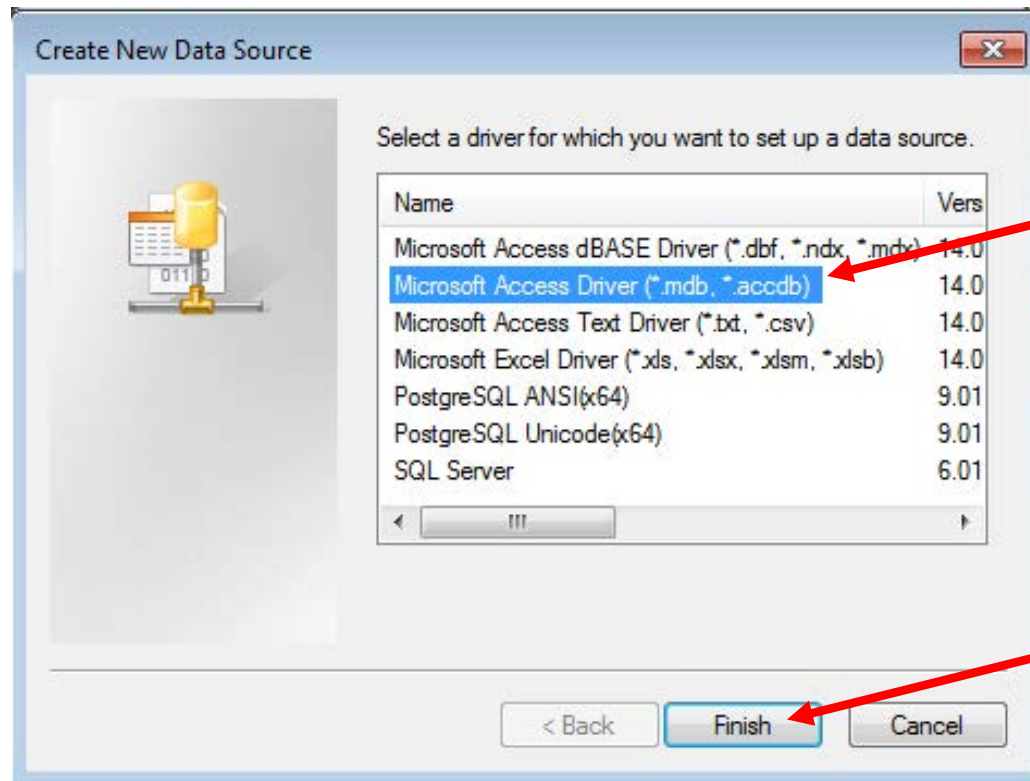 Create New Data Source
Select a driver for which you want to set up a data source.
Name Vers
Microsoft Access dBASE Driver (*.dbf, *.ndx, *.mdx) 14.0
Microsoft Access Driver (*.mdb, *.accdb) 14.0
Microsoft Access Text Driver (*.txt, *.csv) 14.0
Microsoft Excel Driver (*.xls, *.xlsx, *.xlsm, *.xlsb) 14.0
PostgreSQL ANSI(x64) 9.01
PostgreSQL Unicode(x64) 9.01
SQL Server 6.01
< Back Finish Cancel